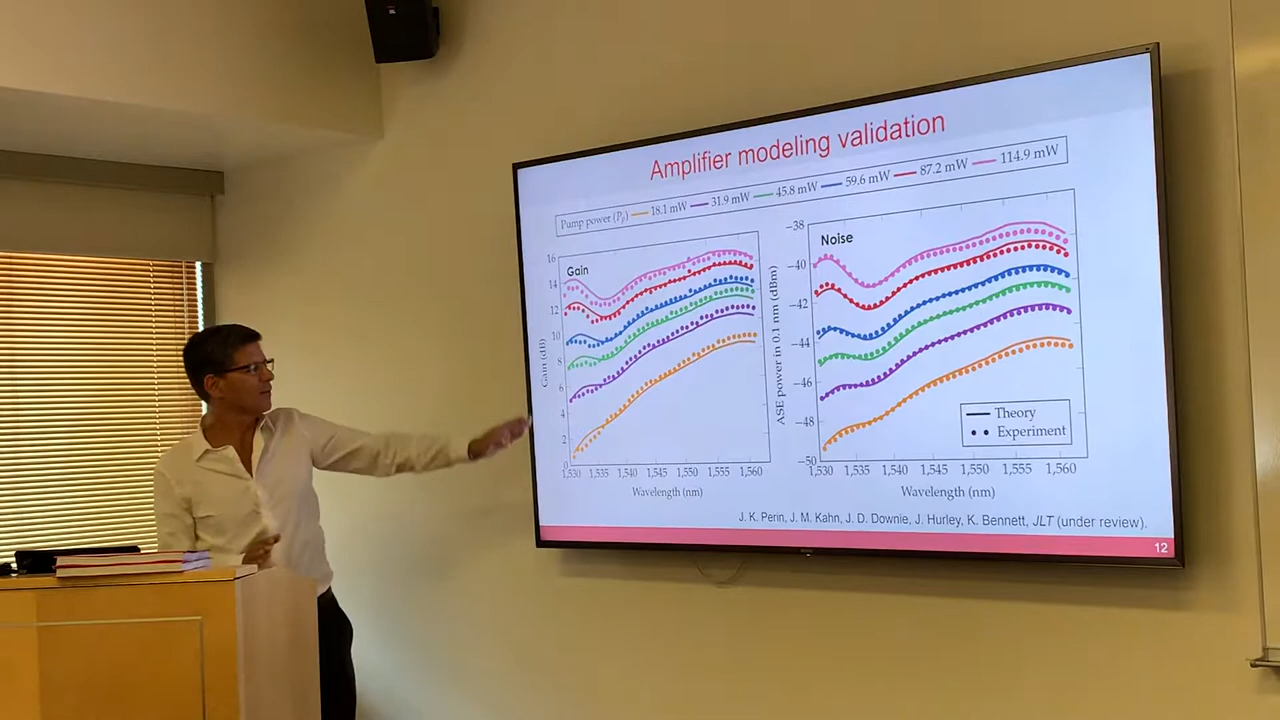 Amplifier modeling validation
Pump power (Pp) 18.1 mW 31.9 mW 45.8 mW 59.6 mW 87.2 mW 114.9 mW
Gain
16
14
12
10
8
6
4
2
0
Gain (dB)
1,530 1,535 1,540 1,545 1,550 1,555 1,560
Wavelength (nm)
Noise
−38
−40
−42
−44
−46
−48
−50
ASE power in 0.1 nm (dBm)
Theory
Experiment
1,530 1,535 1,540 1,545 1,550 1,555 1,560
Wavelength (nm)
J. K. Perin, J. M. Kahn, J. D. Downie, J. Hurley, K. Bennett, JLT (under review).
12